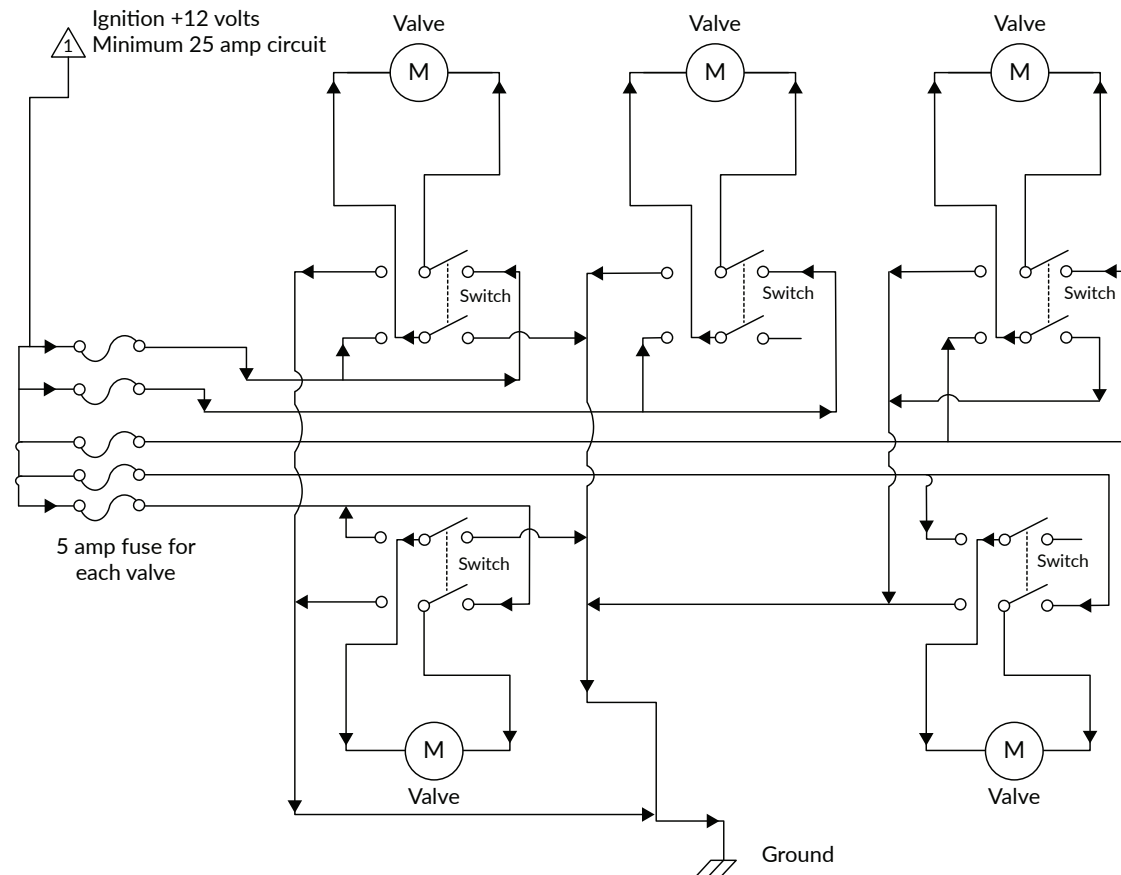 Ignition +12 volts
1 Minimum 25 amp circuit
Valve
Valve
Valve
M
M
M
Switch
Switch
Switch
5 amp fuse for
each valve
Switch
Switch
M
M
Valve
Valve
Ground